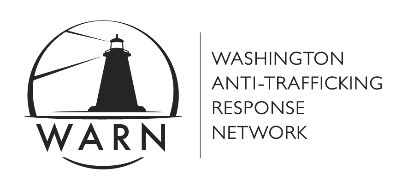 WARN
WASHINGTON
ANTI-TRAFFICKING
RESPONSE
NETWORK